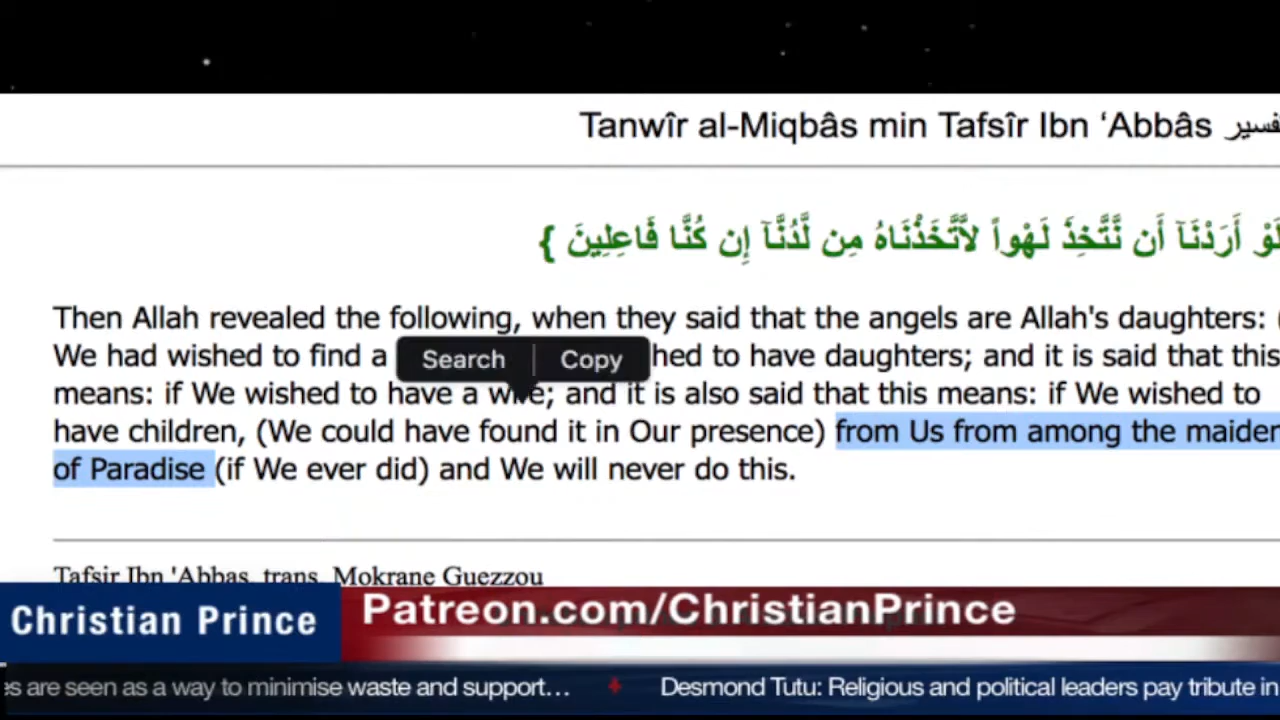 Tanwîr al-Miqbâs min Tafsîr Ibn ‘Abbâs
لَوْ أَرَدْنَآ أَن نَّتَّخِذَ لَهْواً لاَّتَّخَذْنَاهُ مِن لَّدُنَّآ إِن كُنَّا فَاعِلِينَ }
Then Allah revealed the following, when they said that the angels are Allah's daughters: (
We had wished to find a
Search Copy
hed to have daughters; and it is said that this
means: if We wished to have a wife; and it is also said that this means: if We wished to
have children, (We could have found it in Our presence) from Us from among the maiden
of Paradise (if We ever did) and We will never do this.
Tafsir Ibn 'Abbas, trans. Mokrane Guezzou
Christian Prince
Patreon.com/ChristianPrince
es are seen as a way to minimise waste and support... Desmond Tutu: Religious and political leaders pay tribute in